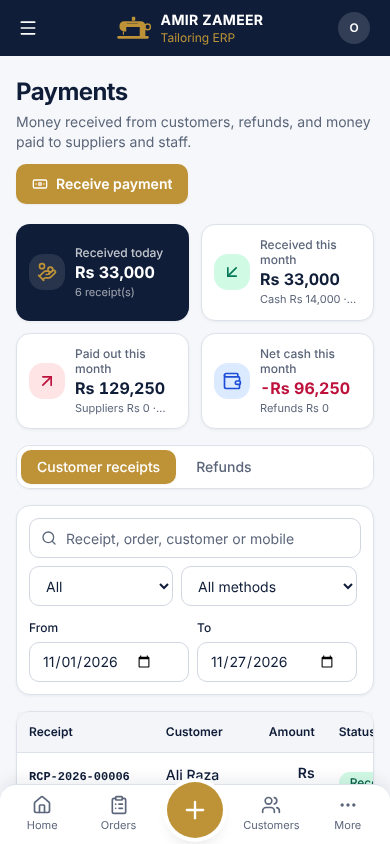 AMIR ZAMEER
Tailoring ERP
O
Payments
Money received from customers, refunds, and money
paid to suppliers and staff.
Receive payment
Received today
Rs 33,000
6 receipt(s)
Received this
month
Rs 33,000
Cash Rs 14,000 ·...
Paid out this
month
Rs 129,250
Suppliers Rs 0 ·...
Net cash this
month
-Rs 96,250
Refunds Rs 0
Customer receipts
Refunds
Receipt, order, customer or mobile
All
All methods
From
To
11/01/2026
11/27/2026
Receipt Customer Amount Status
RCP-2026-00006 Ali Raza Rs
Home
Orders
Customers
More